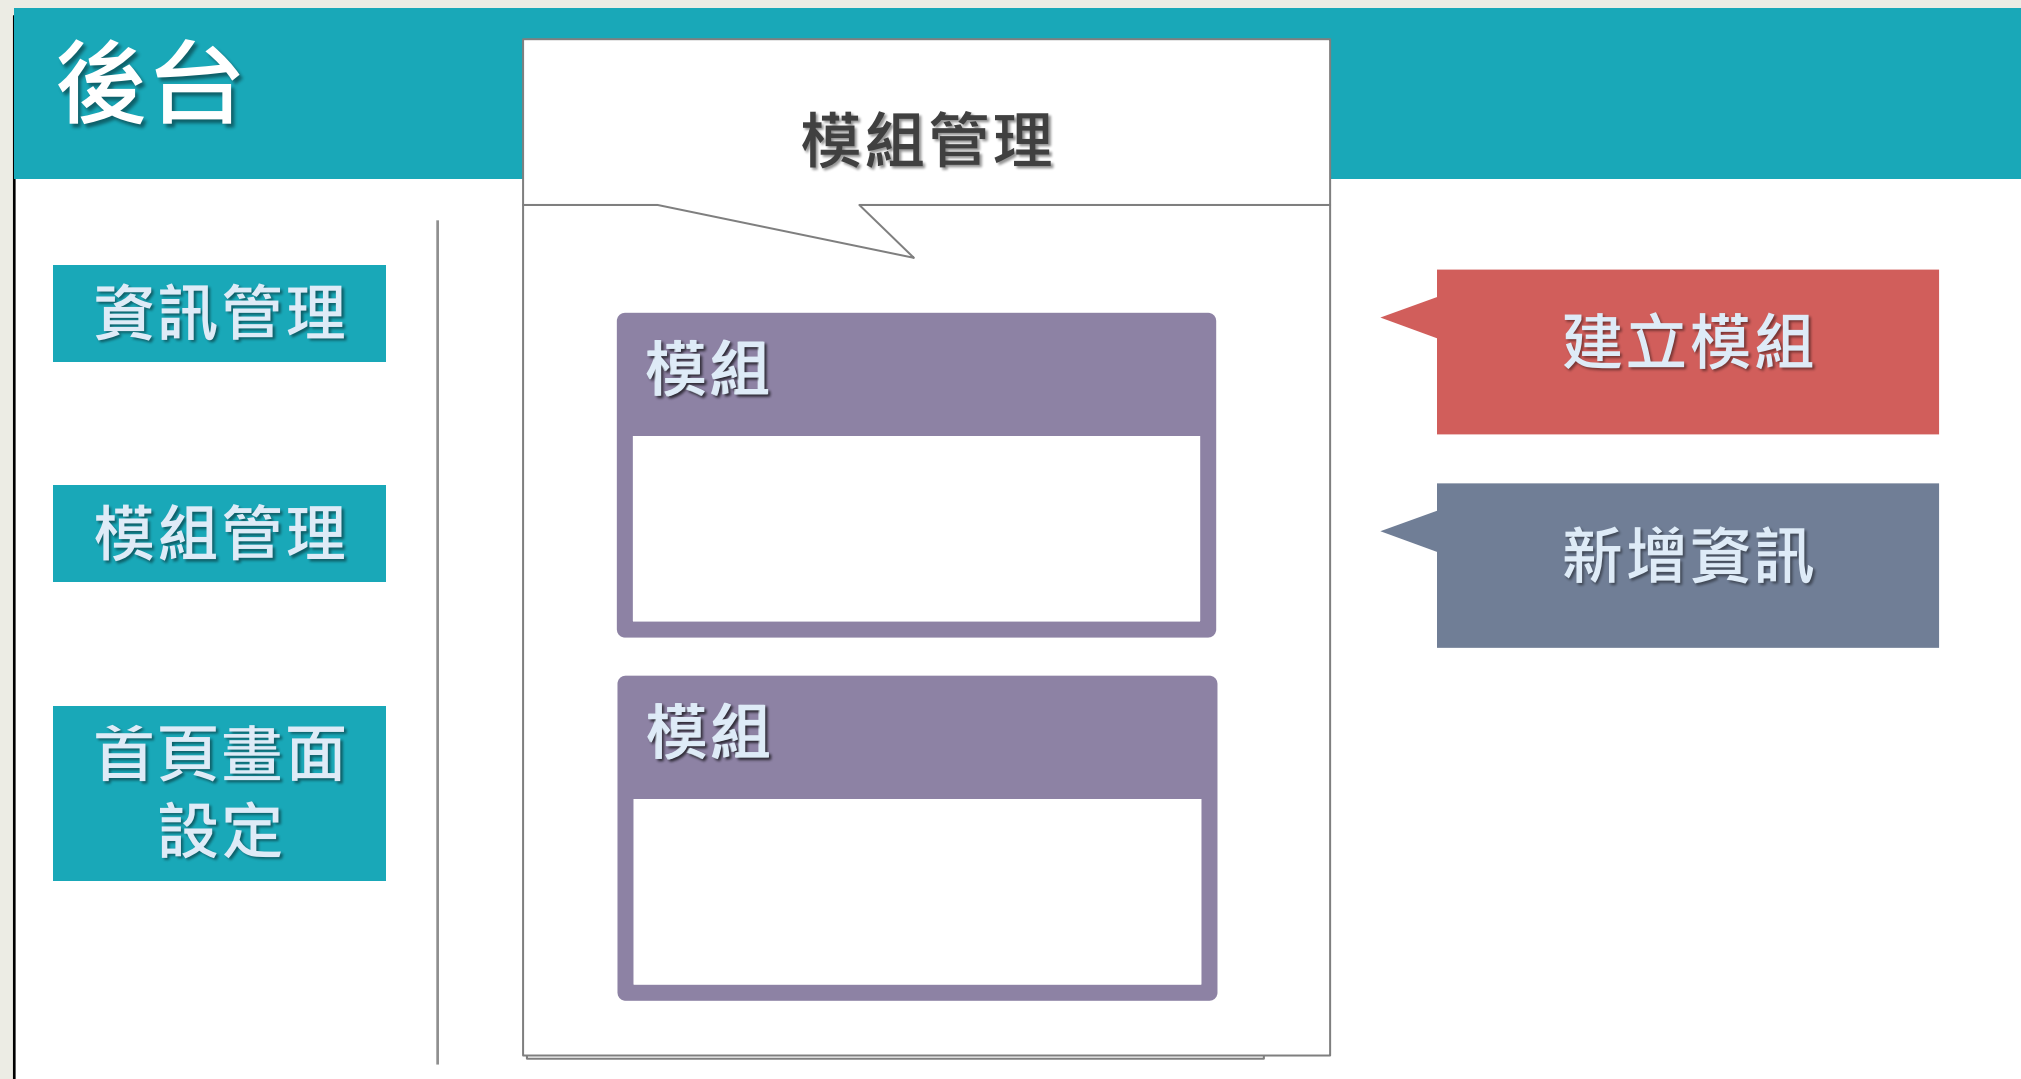 後台
模組管理
資訊管理
模組管理
首頁畫面
設定
模組
模組
建立模組
新增資訊